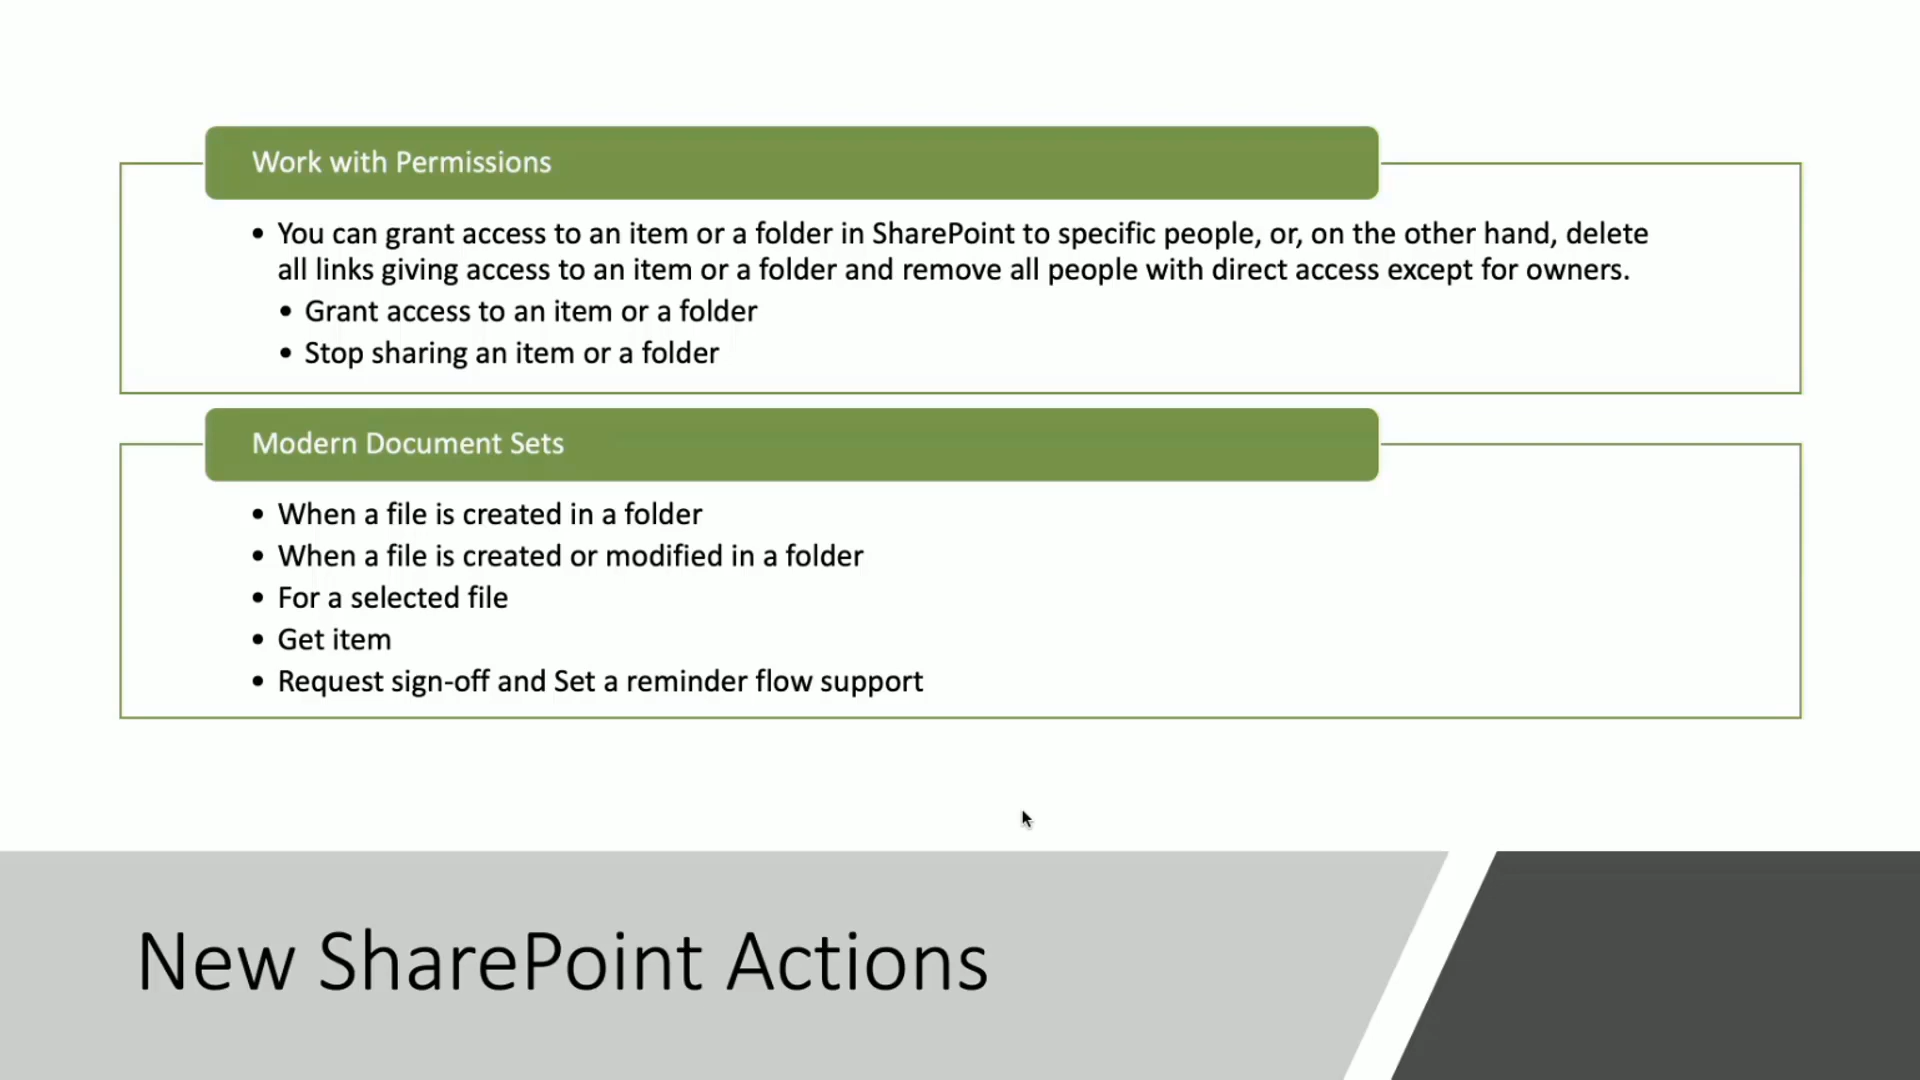 Work with Permissions
• You can grant access to an item or a folder in SharePoint to specific people, or, on the other hand, delete
all links giving access to an item or a folder and remove all people with direct access except for owners.
• Grant access to an item or a folder
• Stop sharing an item or a folder
Modern Document Sets
• When a file is created in a folder
• When a file is created or modified in a folder
• For a selected file
• Get item
• Request sign-off and Set a reminder flow support
New SharePoint Actions